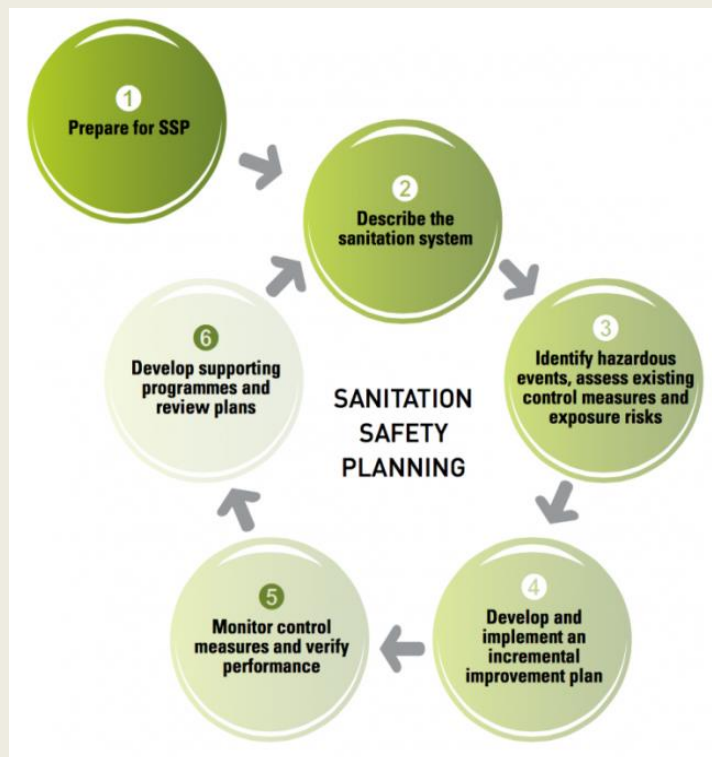 1
Prepare for SSP
2
Describe the
sanitation system
3
Identify hazardous
events, assess existing
control measures and
exposure risks
4
Develop and
implement an
incremental
improvement plan
5
Monitor control
measures and verify
performance
6
Develop supporting
programmes and
review plans
SANITATION
SAFETY
PLANNING